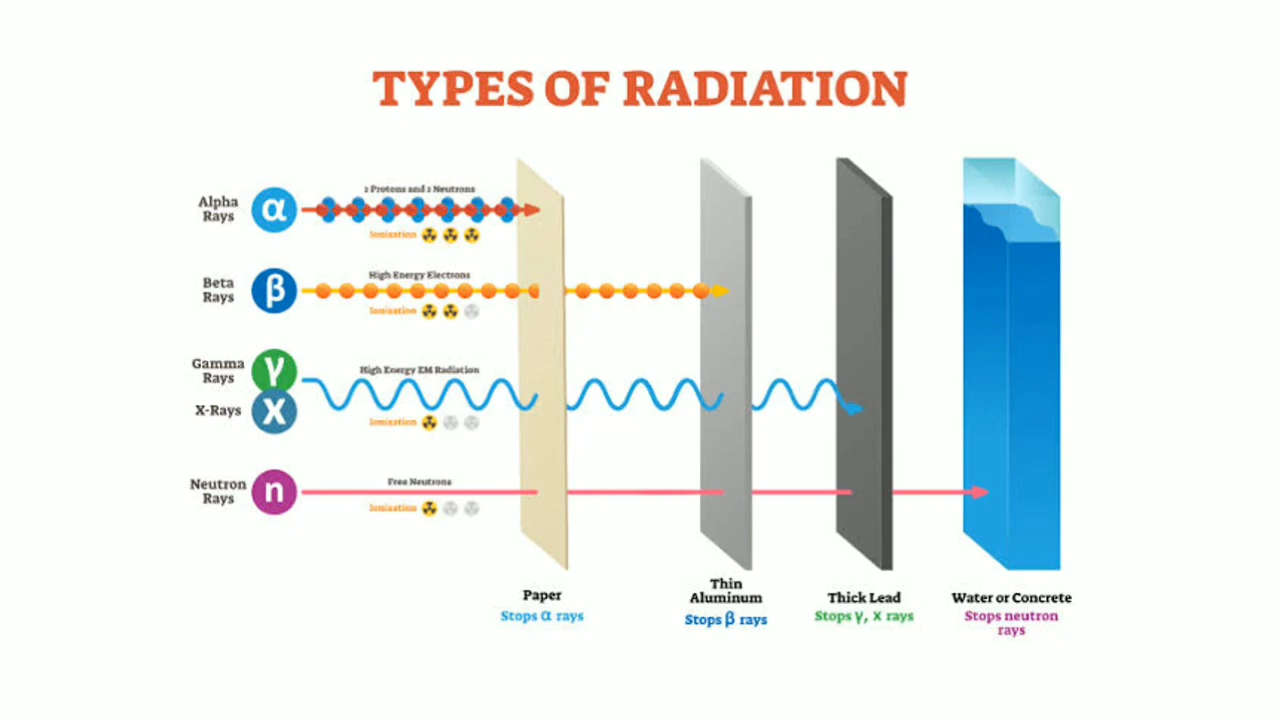 TYPES OF RADIATION
Alpha
Rays
α
2 Protons and 2 Neutrons
Ionization
Beta
Rays
β
High Energy Electrons
Ionization
Gamma
Rays
γ
X-Rays
X
High Energy EM Radiation
Ionization
Neutron
Rays
n
Free Neutrons
Ionization
Paper
Stops α rays
Thin
Aluminum
Stops β rays
Thick Lead
Stops γ, X rays
Water or Concrete
Stops neutron
rays